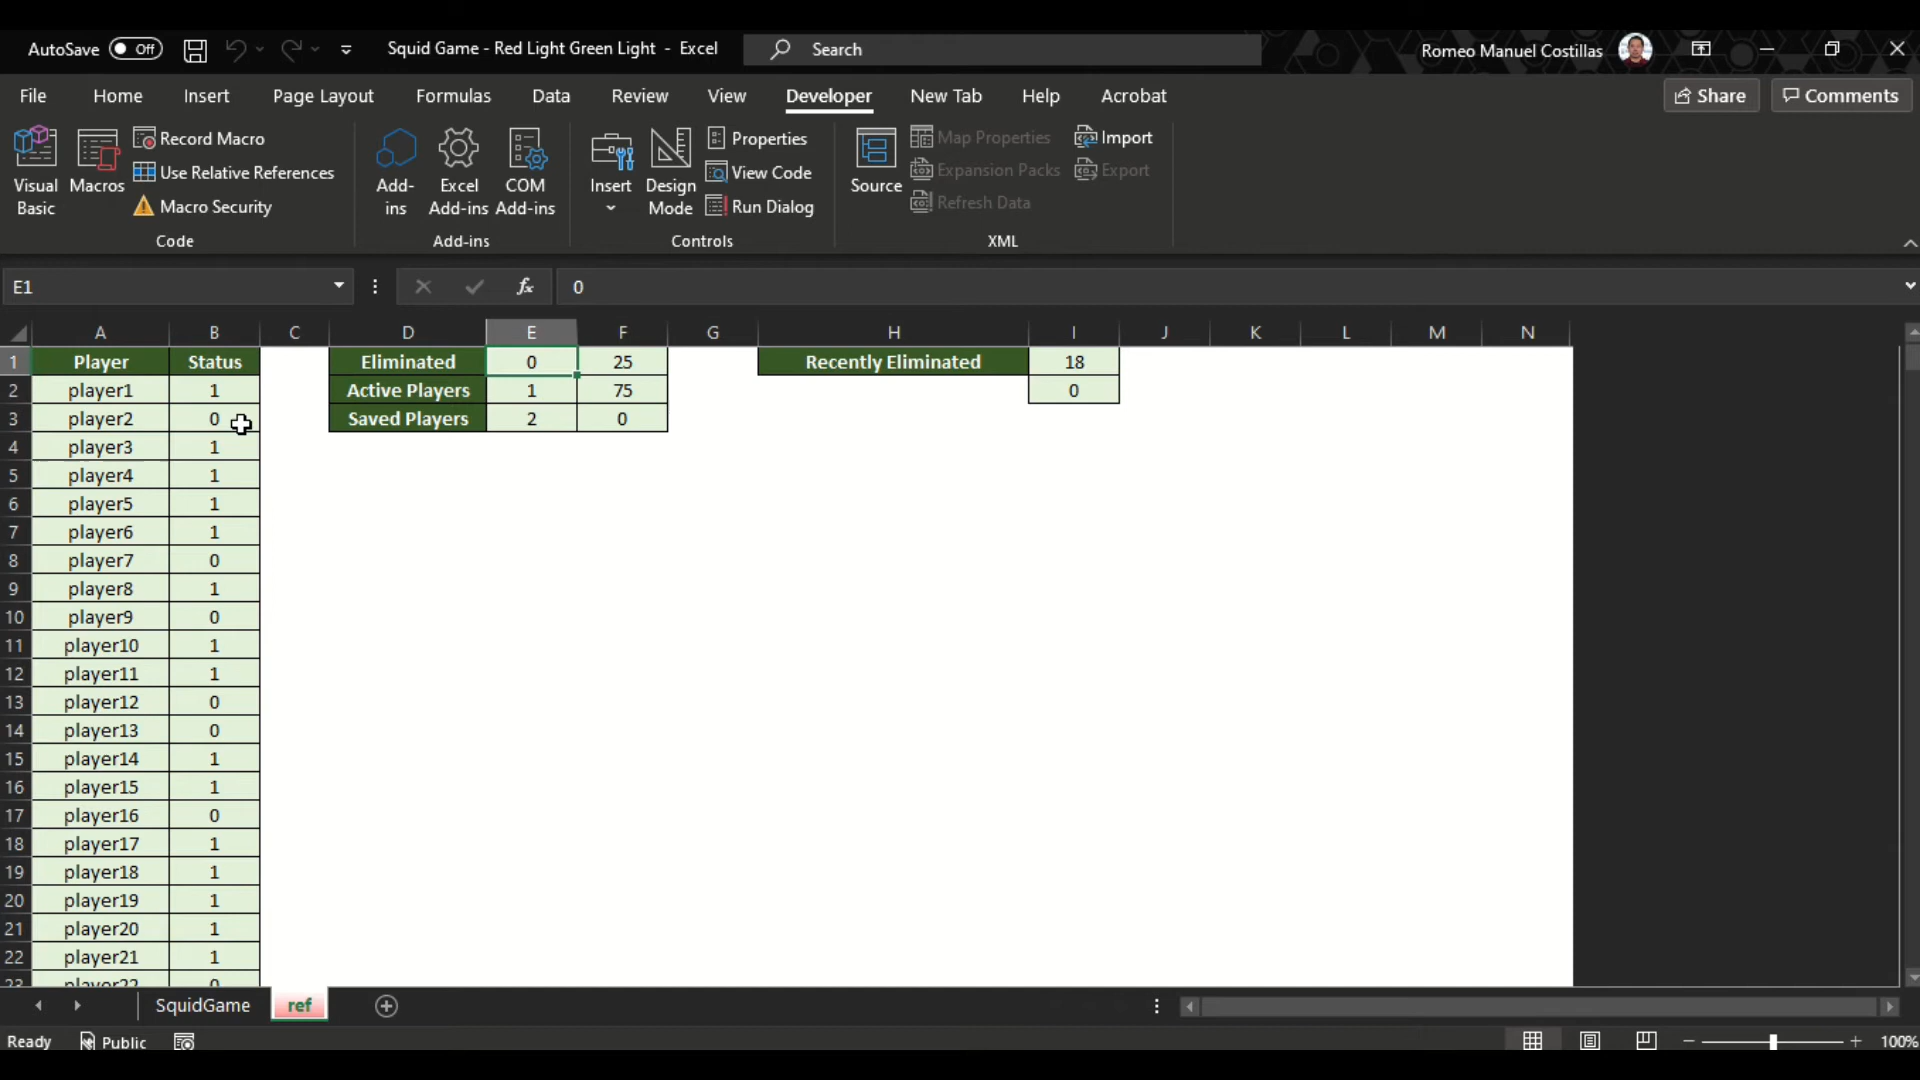 AutoSave Off Squid Game - Red Light Green Light - Excel Search Romeo Manuel Costillas
File Home Insert Page Layout Formulas Data Review View Developer New Tab Help Acrobat Share Comments
Visual Basic
Macros
Record Macro
Use Relative References
Macro Security
Code
Add-ins
Excel Add-ins
COM Add-ins
Add-ins
Insert
Design Mode
Properties
View Code
Run Dialog
Controls
Source
Map Properties
Expansion Packs
Refresh Data
Import
Export
XML
E1 fx 0
A B C D E F G H I J K L M N
1 Player Status Eliminated 0 25 Recently Eliminated 18
2 player1 1 Active Players 1 75 0
3 player2 0 Saved Players 2 0
4 player3 1
5 player4 1
6 player5 1
7 player6 1
8 player7 0
9 player8 1
10 player9 0
11 player10 1
12 player11 1
13 player12 0
14 player13 0
15 player14 1
16 player15 1
17 player16 0
18 player17 1
19 player18 1
20 player19 1
21 player20 1
22 player21 1
23 player22 0
SquidGame ref
Ready Public 100%